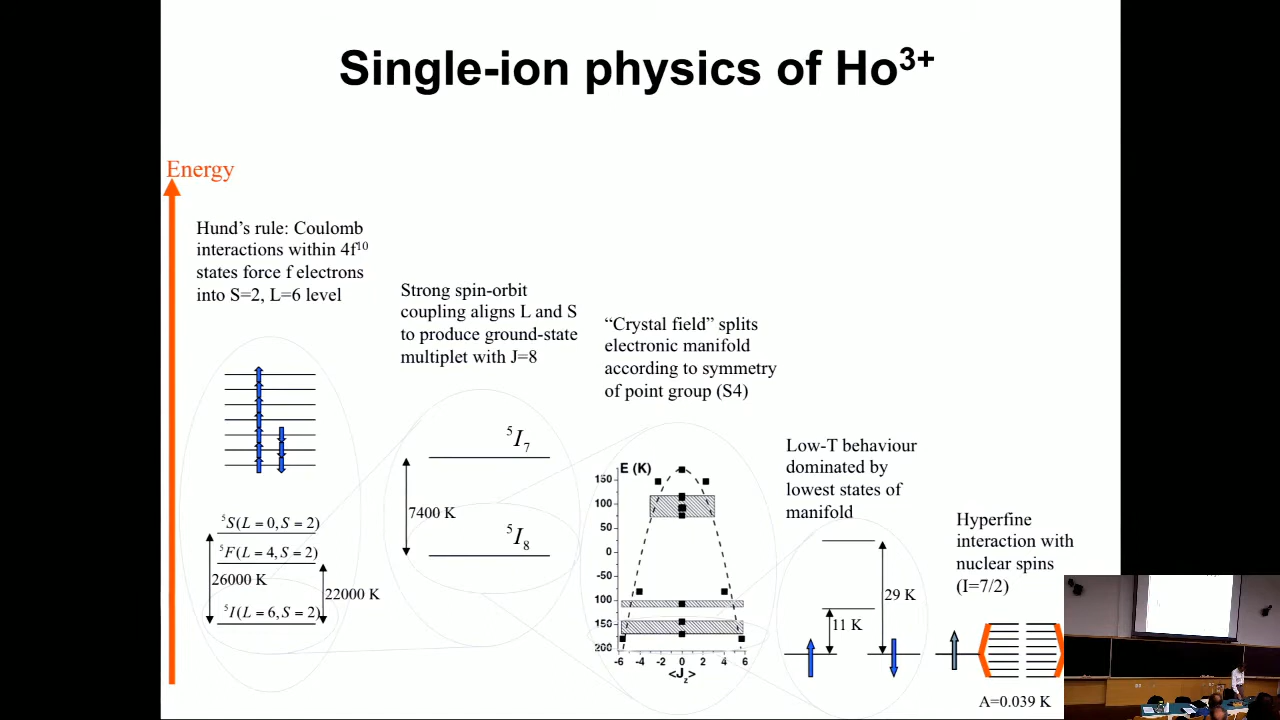 Single-ion physics of Ho3+
Energy
Hund's rule: Coulomb
interactions within 4f10
states force f electrons
into S=2, L=6 level
5S(L = 0, S = 2)
5F(L = 4, S = 2)
26000 K
22000 K
5I(L = 6, S = 2)
Strong spin-orbit
coupling aligns L and S
to produce ground-state
multiplet with J=8
5I7
7400 K
5I8
“Crystal field” splits
electronic manifold
according to symmetry
of point group (S4)
E (K)
150
100
50
0
-50
100
150
200
-6 -4 -2 0 2 4 6
<Jz>
Low-T behaviour
dominated by
lowest states of
manifold
29 K
11 K
Hyperfine
interaction with
nuclear spins
(I=7/2)
A=0.039 K